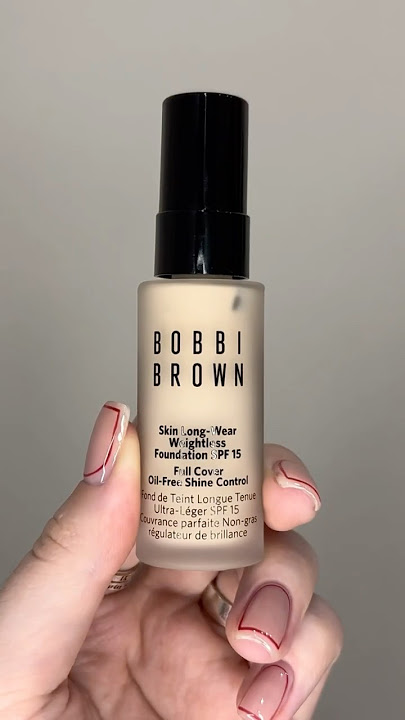 BOBBI
BROWN
Skin Long-Wear
Weightless
Foundation SPF 15
Full Cover
Oil-Free Shine Control
Fond de Teint Longue Tenue
Ultra-Léger SPF 15
Couvrance parfaite Non-gras
régulateur de brillance